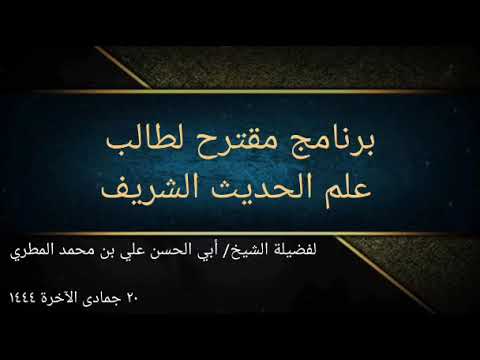 برنامج مقترح لطالب
علم الحديث الشريف
لفضيلة الشيخ/ أبي الحسن علي بن محمد المطري
٢٠ جمادى الآخرة ١٤٤٤